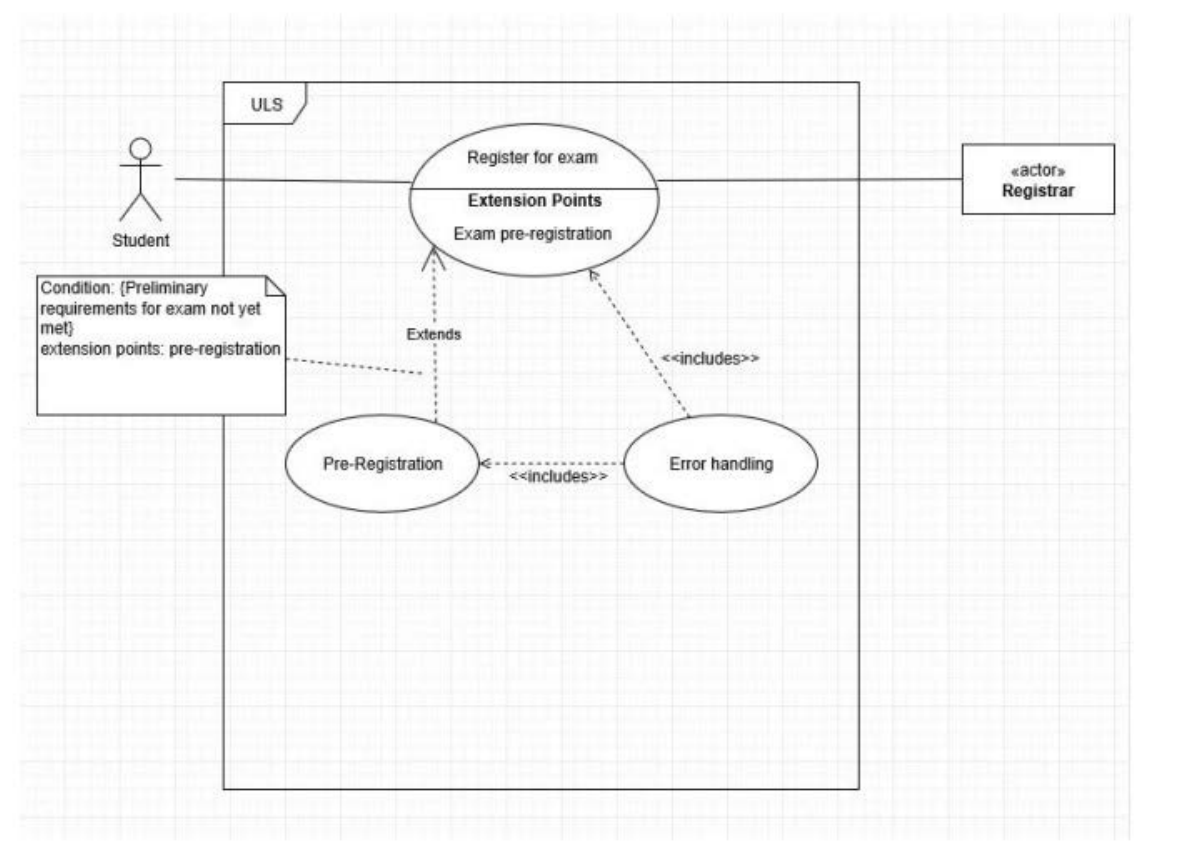 ULS
Register for exam
Extension Points
Exam pre-registration
Student
«actor»
Registrar
Condition: {Preliminary
requirements for exam not yet
met}
extension points: pre-registration
Extends
<<includes>>
Pre-Registration
<<includes>>
Error handling